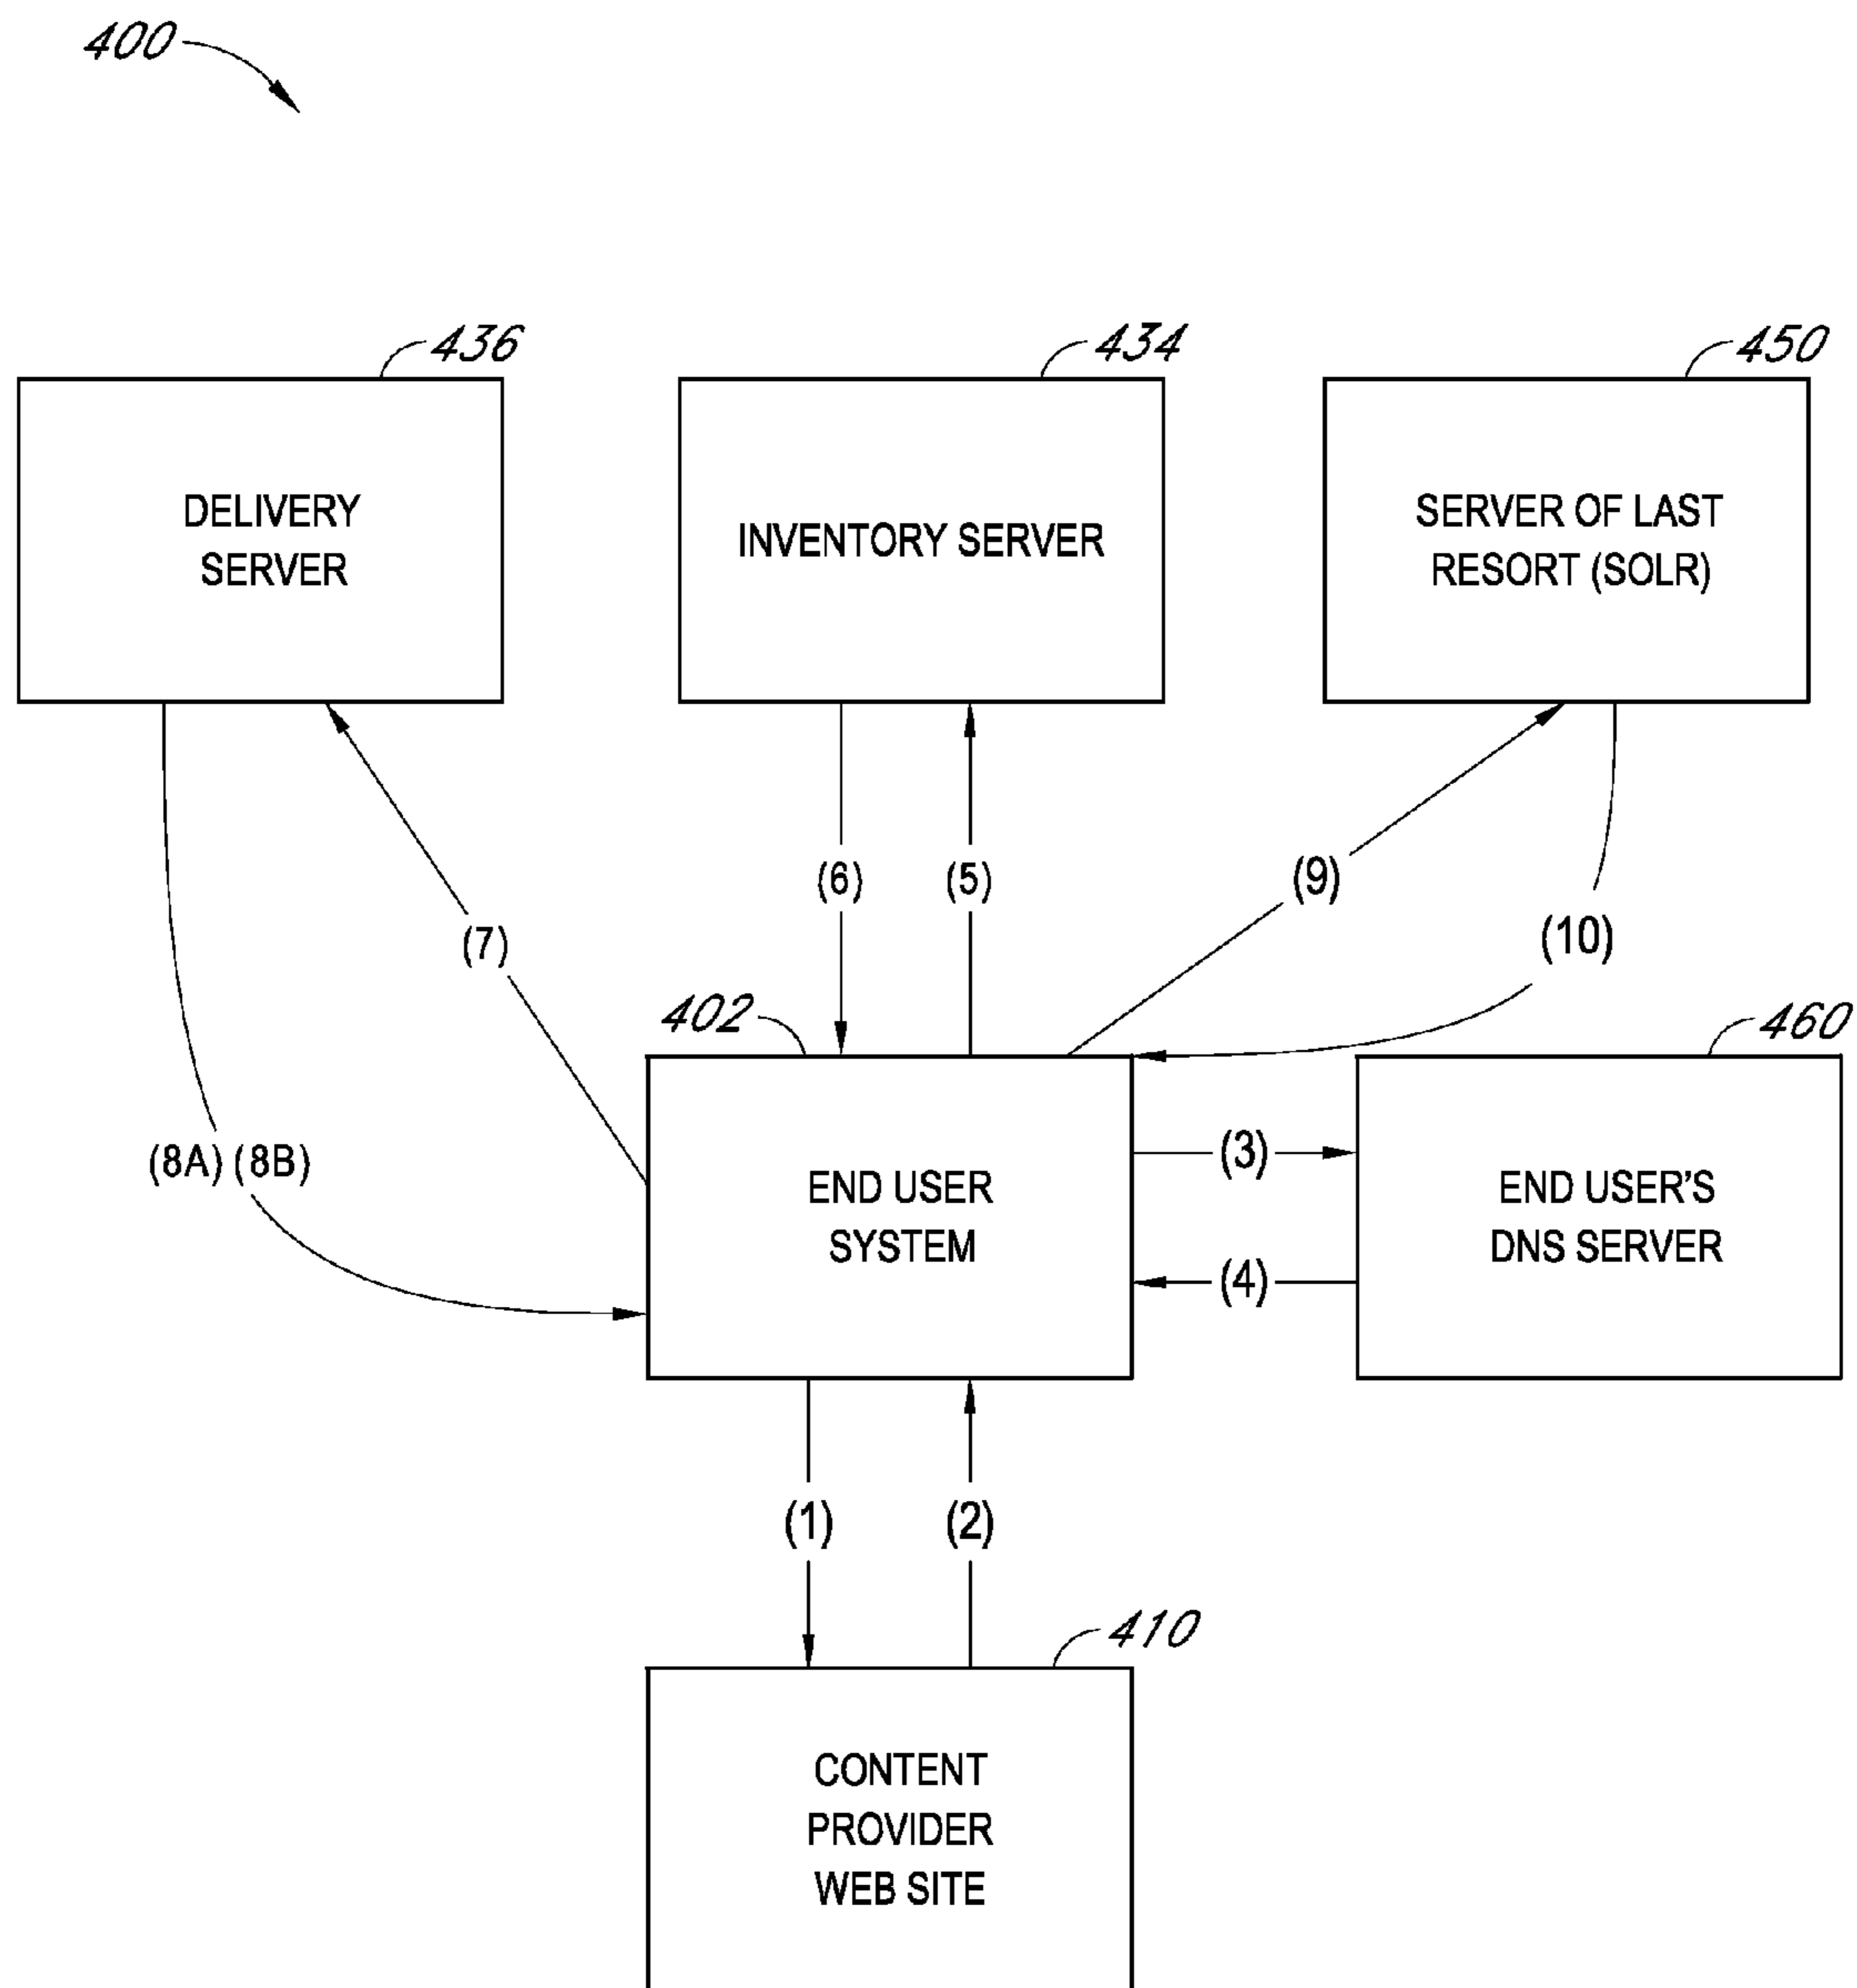 400
436
434
450
DELIVERY
SERVER
INVENTORY SERVER
SERVER OF LAST
RESORT (SOLR)
(6)
(5)
(9)
(7)
(10)
402
460
(8A) (8B)
END USER
SYSTEM
(3)
(4)
END USER'S
DNS SERVER
(1)
(2)
410
CONTENT
PROVIDER
WEB SITE